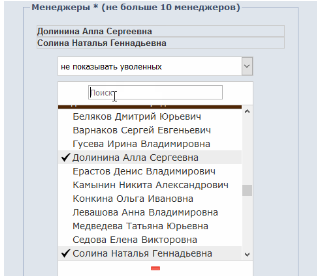 Менеджеры * (не больше 10 менеджеров)
Долинина Алла Сергеевна
Солина Наталья Геннадьевна
не показывать уволенных
Поиск
Беляков Дмитрий Юрьевич
Варнаков Сергей Евгеньевич
Гусева Ирина Владимировна
Долинина Алла Сергеевна
Ерастов Денис Владимирович
Камынин Никита Александрович
Конкина Ольга Ивановна
Левашова Анна Владимировна
Медведева Татьяна Юрьевна
Седова Елена Викторовна
Солина Наталья Геннадьевна